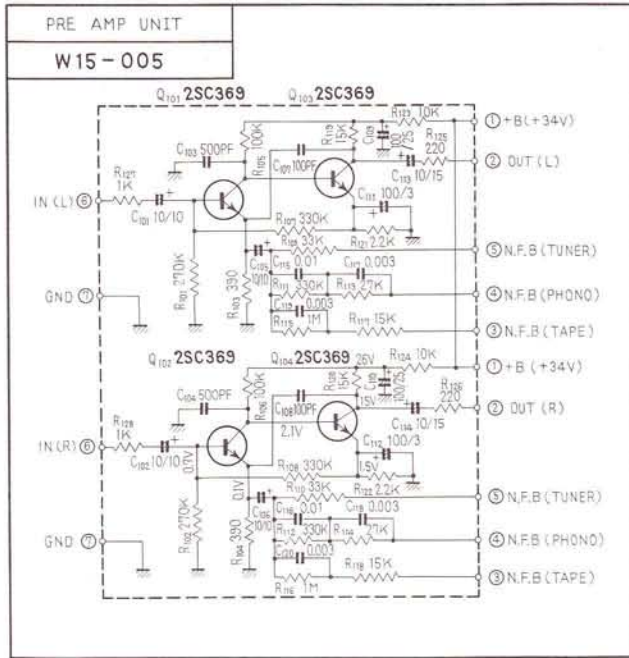 PRE AMP UNIT
W15-005
Q101 2SC369 Q103 2SC369
R123 10K
①+B(+34V)
100K
R119
15K
C109
100/25
R125
220
C103 500PF
R105
C107 100PF
② OUT(L)
C113
10/15
R127
1K
C111 100/3
IN(L)⑥
C101 10/10
R107 330K
R121 2.2K
R109 33K
⑤N.F.B(TUNER)
C105
10/10
C115
0.01
C117 0.003
R101 270K
R103 390
R111 330K
R113 27K
④N.F.B(PHONO)
GND⑦
0.003
R115 1M
R117 15K
③N.F.B(TAPE)
Q102 2SC369 Q104 2SC369
26V
R124 10K
①+B(+34V)
100K
15K
C110
100/25
R126
220
C104 500PF
R106
C108 100PF
15V
② OUT(R)
C114
10/15
R128
1K
2.1V
C112
100/3
IN(R)⑥
C102 10/10
0.7V
R108 330K
1.5V
0.1V
R110 33K
R122 2.2K
⑤N.F.B(TUNER)
C106
10/10
C116
0.01
C118 0.003
R102 270K
R104 390
R112 330K
R114 27K
④N.F.B(PHONO)
GND⑦
C120 0.003
R116 1M
R118 15K
③N.F.B(TAPE)